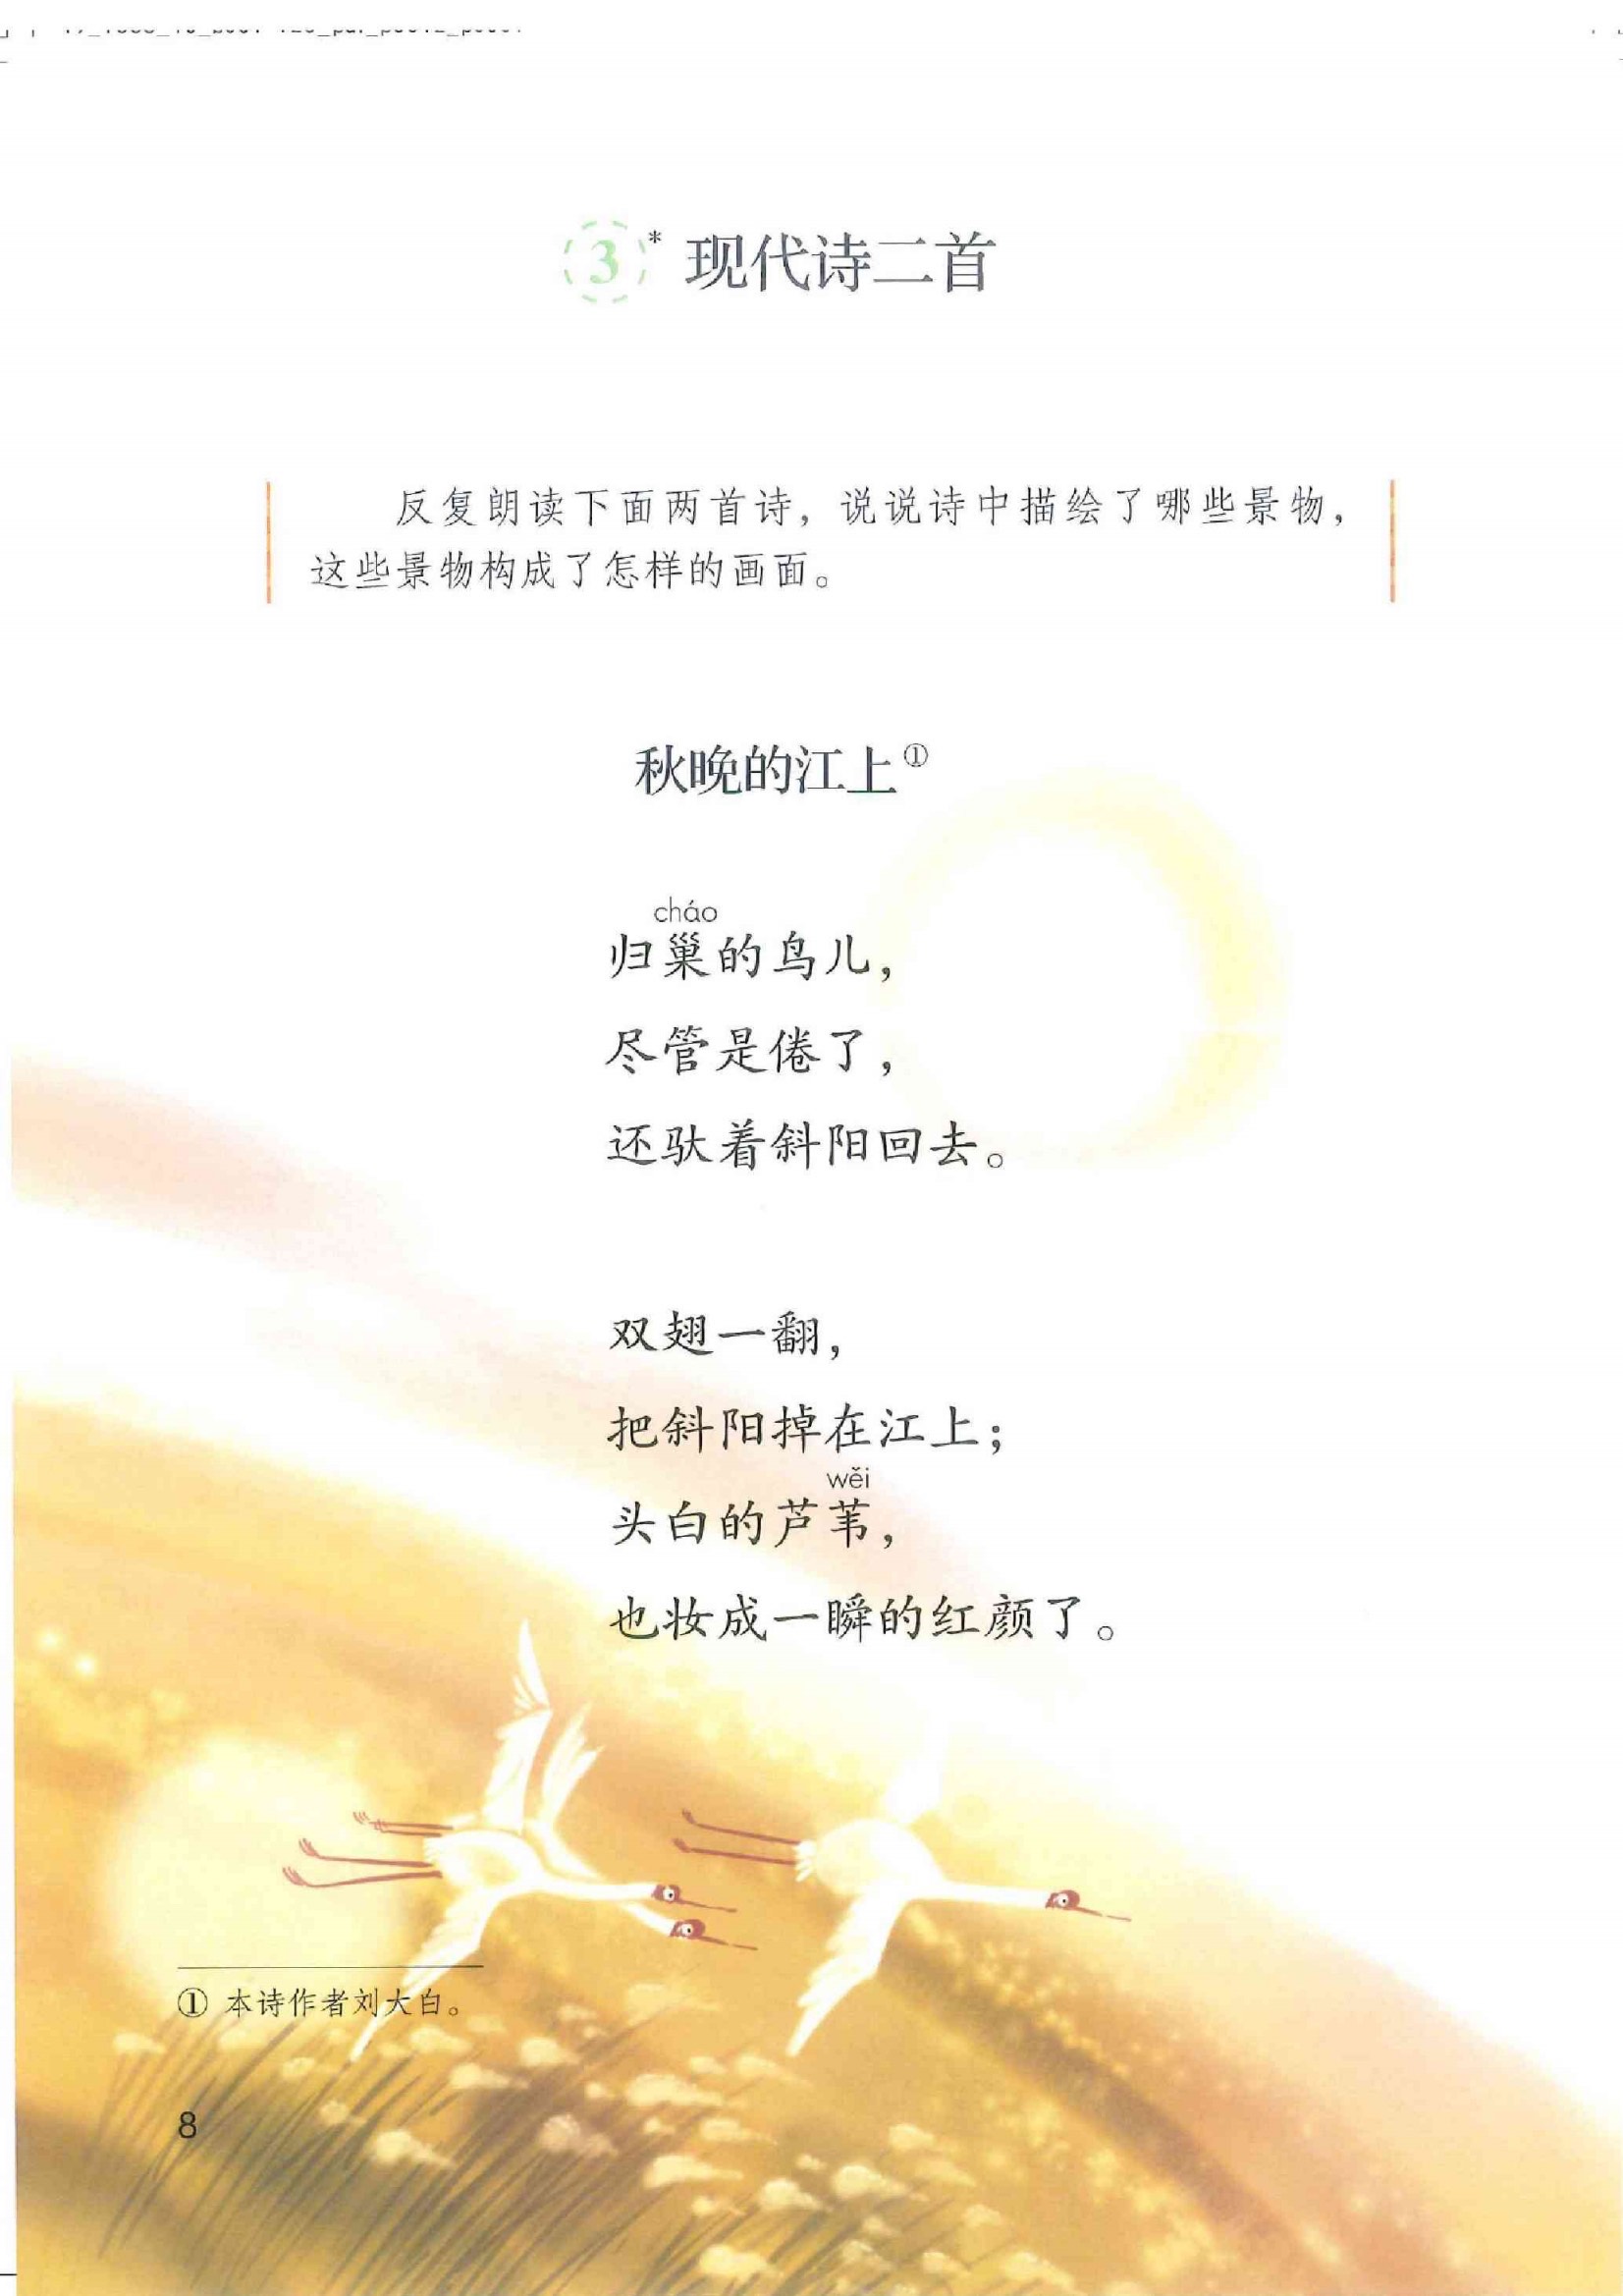 3* 现代诗二首
反复朗读下面两首诗，说说诗中描绘了哪些景物，
这些景物构成了怎样的画面。
秋晚的江上①
cháo
归巢的鸟儿，
尽管是倦了，
还驮着斜阳回去。
双翅一翻，
把斜阳掉在江上；
wěi
头白的芦苇，
也妆成一瞬的红颜了。
① 本诗作者刘大白。
8